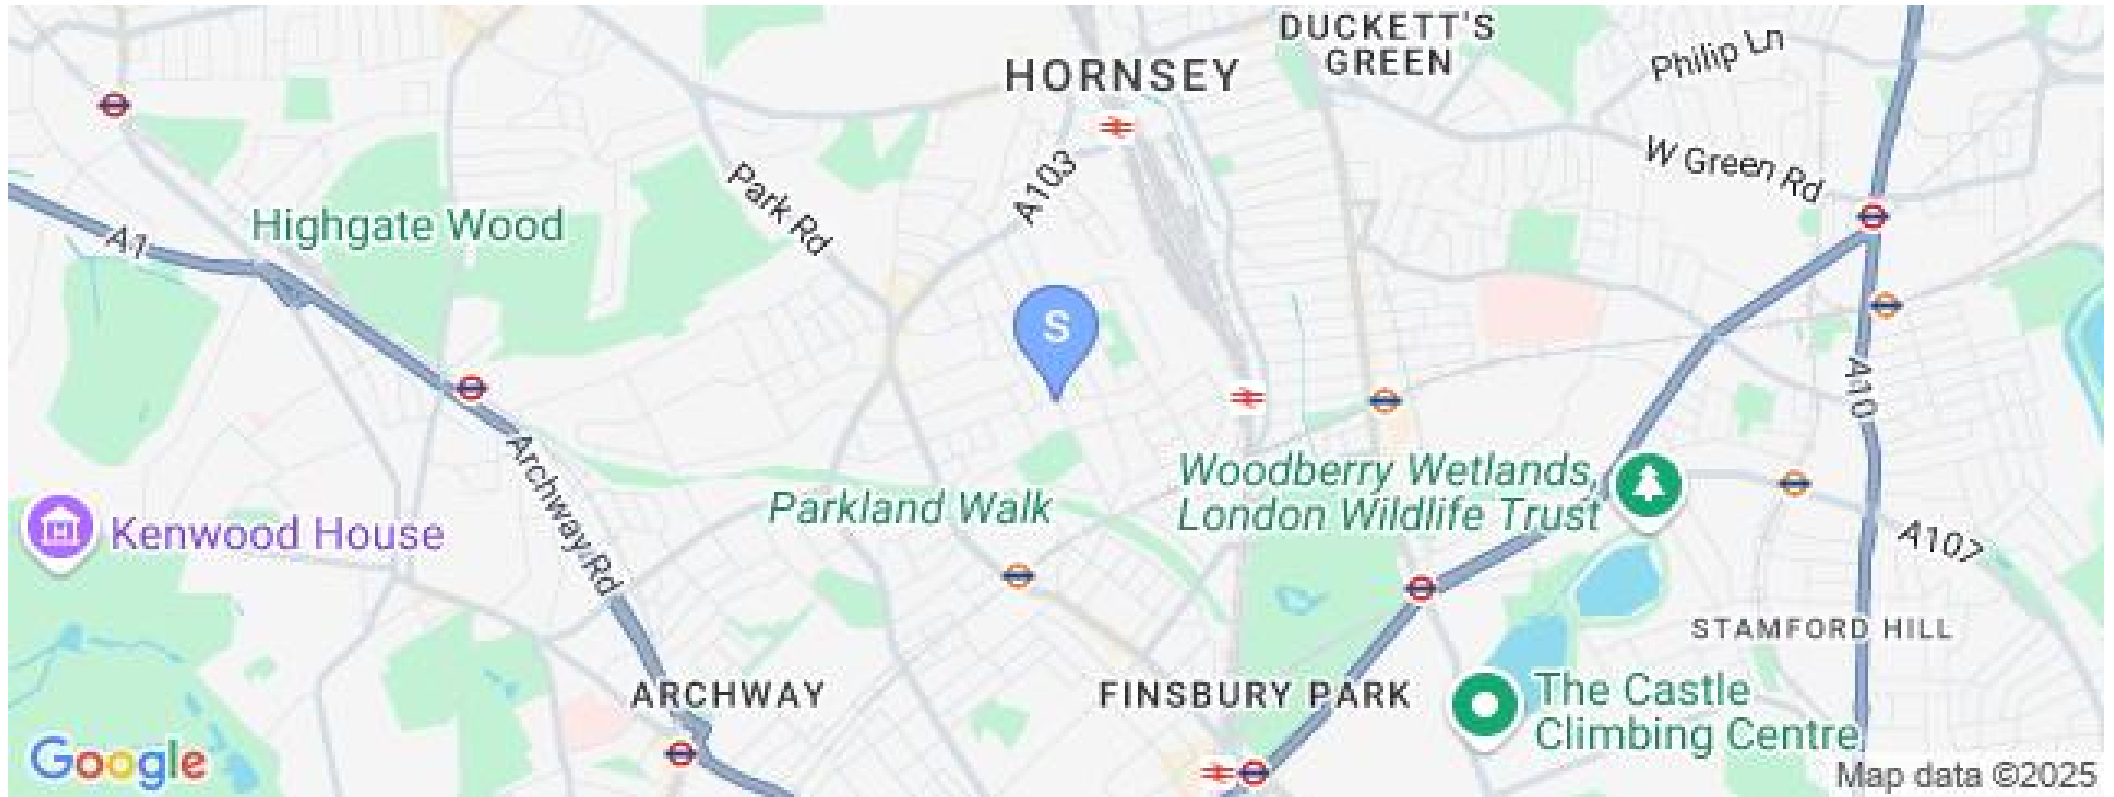 DUCKETT'S
GREEN
Philip Ln
HORNSEY
W Green Rd
A103
Park Rd
Highgate Wood
A1
S
A10
Archway Rd
Woodberry Wetlands,
London Wildlife Trust
Parkland Walk
Kenwood House
A107
STAMFORD HILL
ARCHWAY
FINSBURY PARK
The Castle
Climbing Centre
Google
Map data ©2025